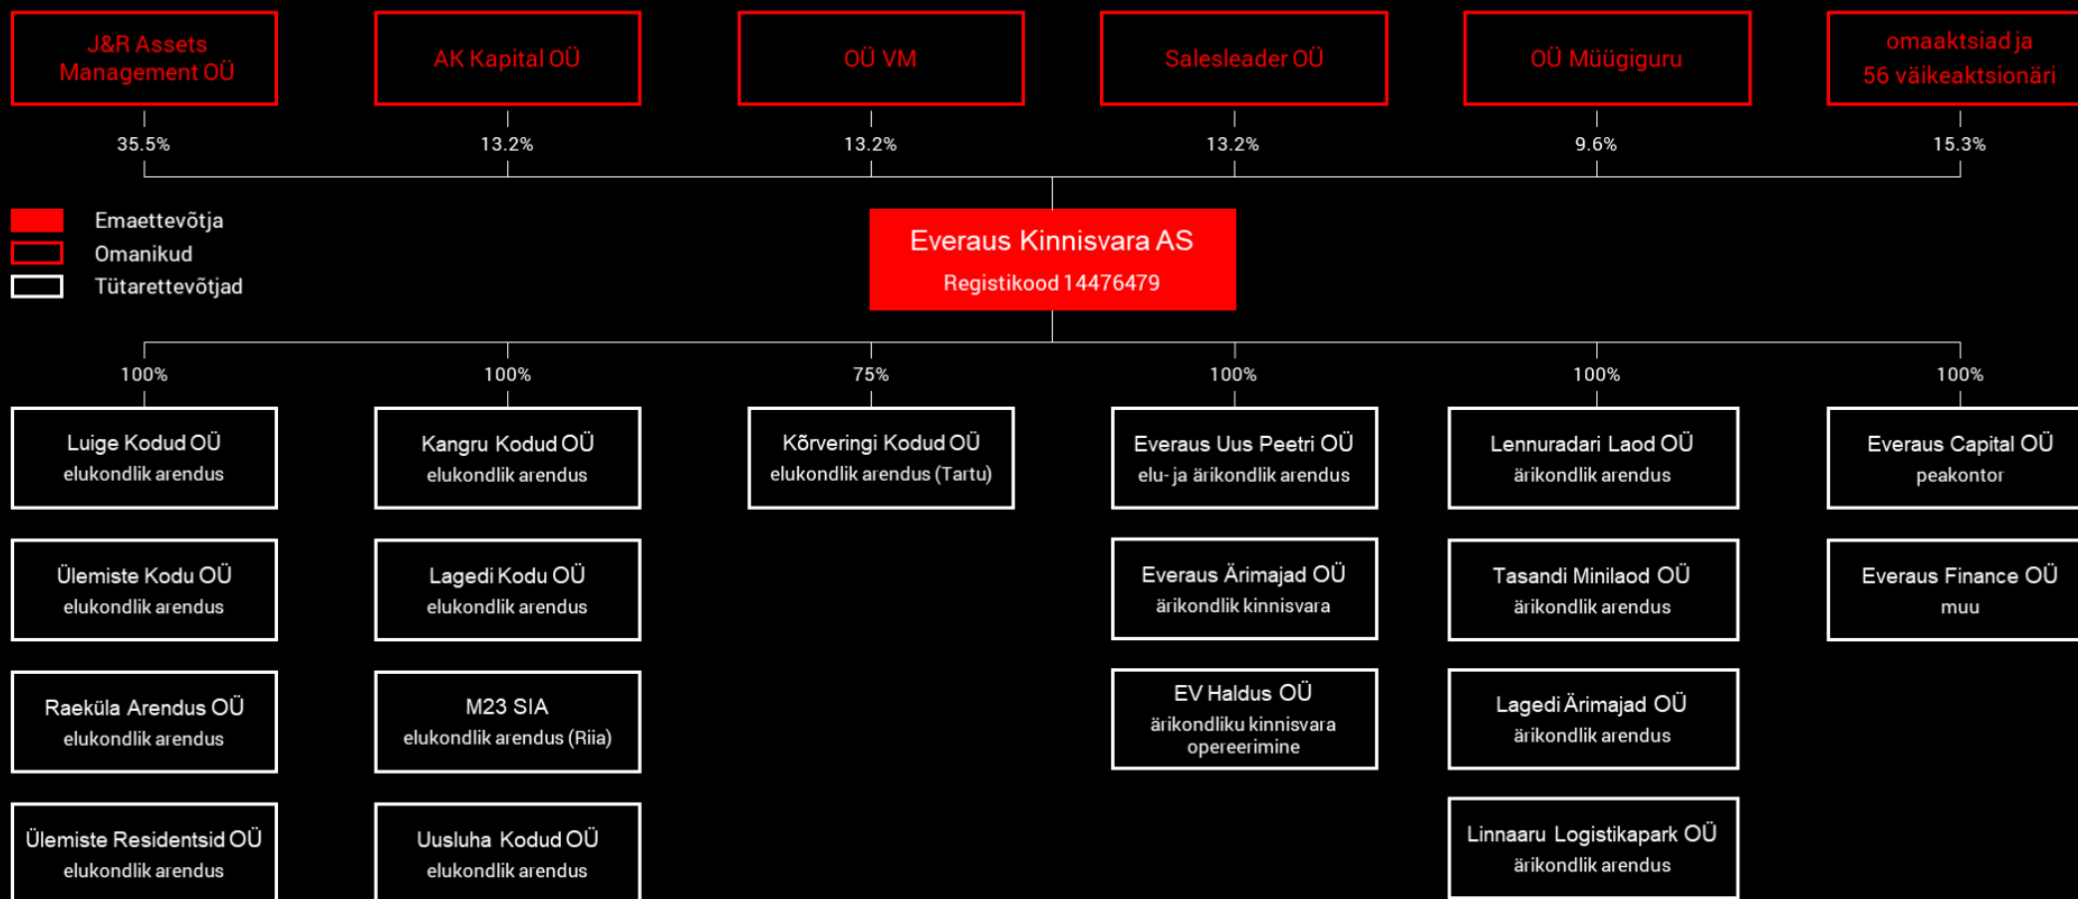 J&R Assets
Management OÜ
AK Kapital OÜ
OÜ VM
Salesleader OÜ
OÜ Müügiguru
omaaktsiad ja
56 väikeaktsionäri
35.5%
13.2%
13.2%
13.2%
9.6%
15.3%
Emaettevõtja
Omanikud
Tütarettevõtjad
Everaus Kinnisvara AS
Registikood 14476479
100%
100%
75%
100%
100%
100%
Luige Kodud OÜ
elukondlik arendus
Kangru Kodud OÜ
elukondlik arendus
Kõrveringi Kodud OÜ
elukondlik arendus (Tartu)
Everaus Uus Peetri OÜ
elu- ja ärikondlik arendus
Lennuradari Laod OÜ
ärikondlik arendus
Everaus Capital OÜ
peakontor
Ülemiste Kodu OÜ
elukondlik arendus
Lagedi Kodu OÜ
elukondlik arendus
Everaus Ärimajad OÜ
ärikondlik kinnisvara
Tasandi Minilaod OÜ
ärikondlik arendus
Everaus Finance OÜ
muu
Raeküla Arendus OÜ
elukondlik arendus
M23 SIA
elukondlik arendus (Riia)
EV Haldus OÜ
ärikondliku kinnisvara
opereerimine
Lagedi Ärimajad OÜ
ärikondlik arendus
Ülemiste Residentsid OÜ
elukondlik arendus
Uusluha Kodud OÜ
elukondlik arendus
Linnaaru Logistikapark OÜ
ärikondlik arendus